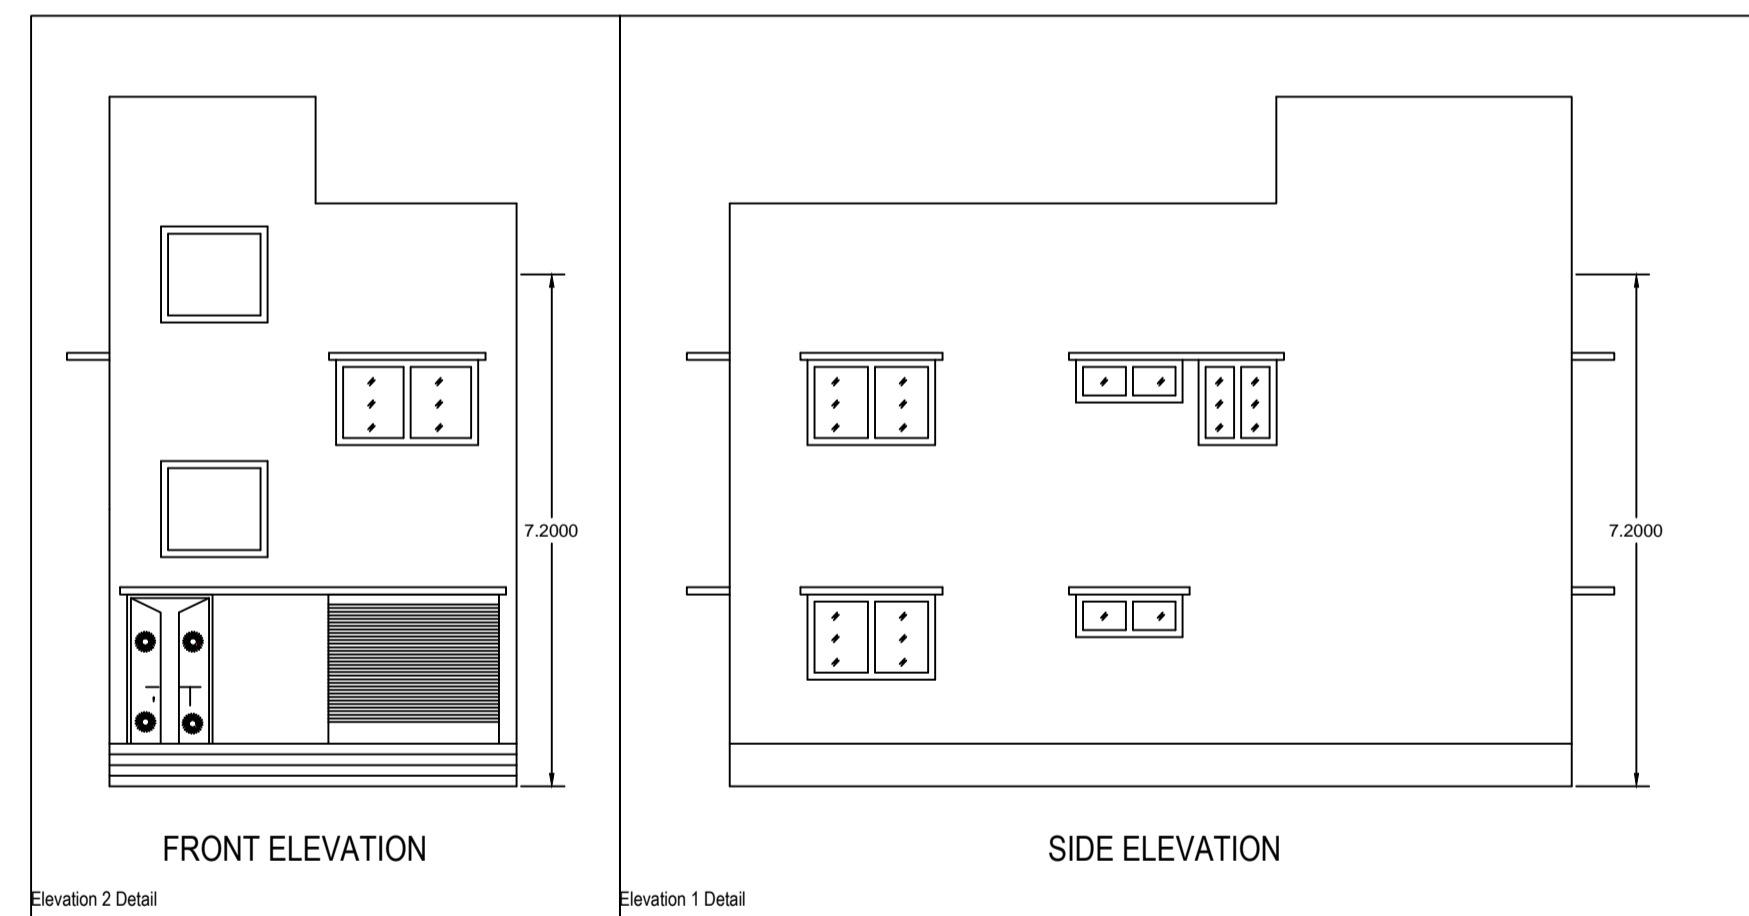 7.2000
7.2000
FRONT ELEVATION
SIDE ELEVATION
Elevation 2 Detail
Elevation 1 Detail